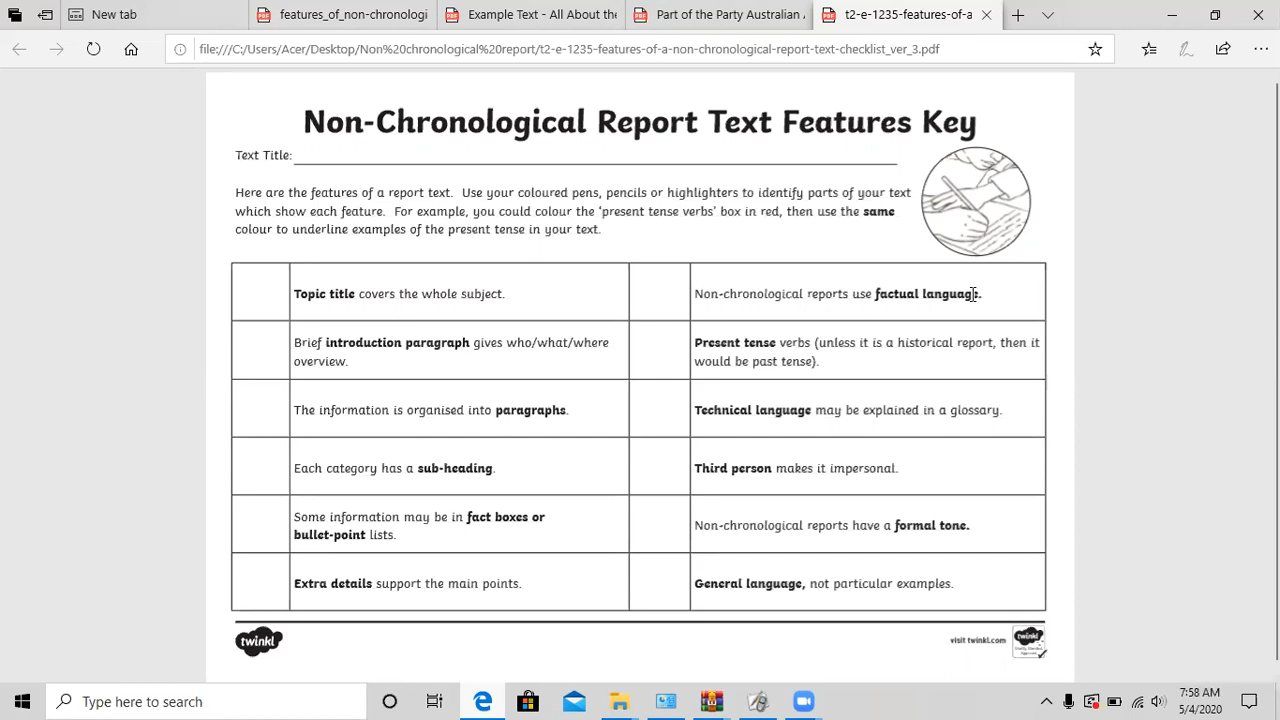 New tab
Example All about the
Particular
t2-e-1235-features
file:///C:/Users/Acer/Desktop/Non%20chronological%20report/t2-e-1235-features-of-a-non-chronological-report-text-checklist_ver_3.pdf
Non-Chronological Report Text Features Key
Text Title:
Here are the features of a report text. Use your coloured pens, pencils or highlighters to identify parts of your text
which show each feature. For example, you could colour the 'present tense verbs' box in red, then use the same
colour to underline examples of the present tense in your text.
Topic title covers the whole subject.
Non-chronological reports use factual language.
Brief introduction paragraph gives who/what/where
overview.
Present tense verbs (unless it is a historical report, then it
would be past tense).
The information is organised into paragraphs.
Technical language may be explained in a glossary.
Each category has a sub-heading.
Third person makes it impersonal.
Some information may be in fact boxes or
bullet-point lists.
Non-chronological reports have a formal tone.
Extra details support the main points.
General language, not particular examples.
twinkl
visit twinkl.com
twinkl
Type here to search
7:58 AM
5/4/2020